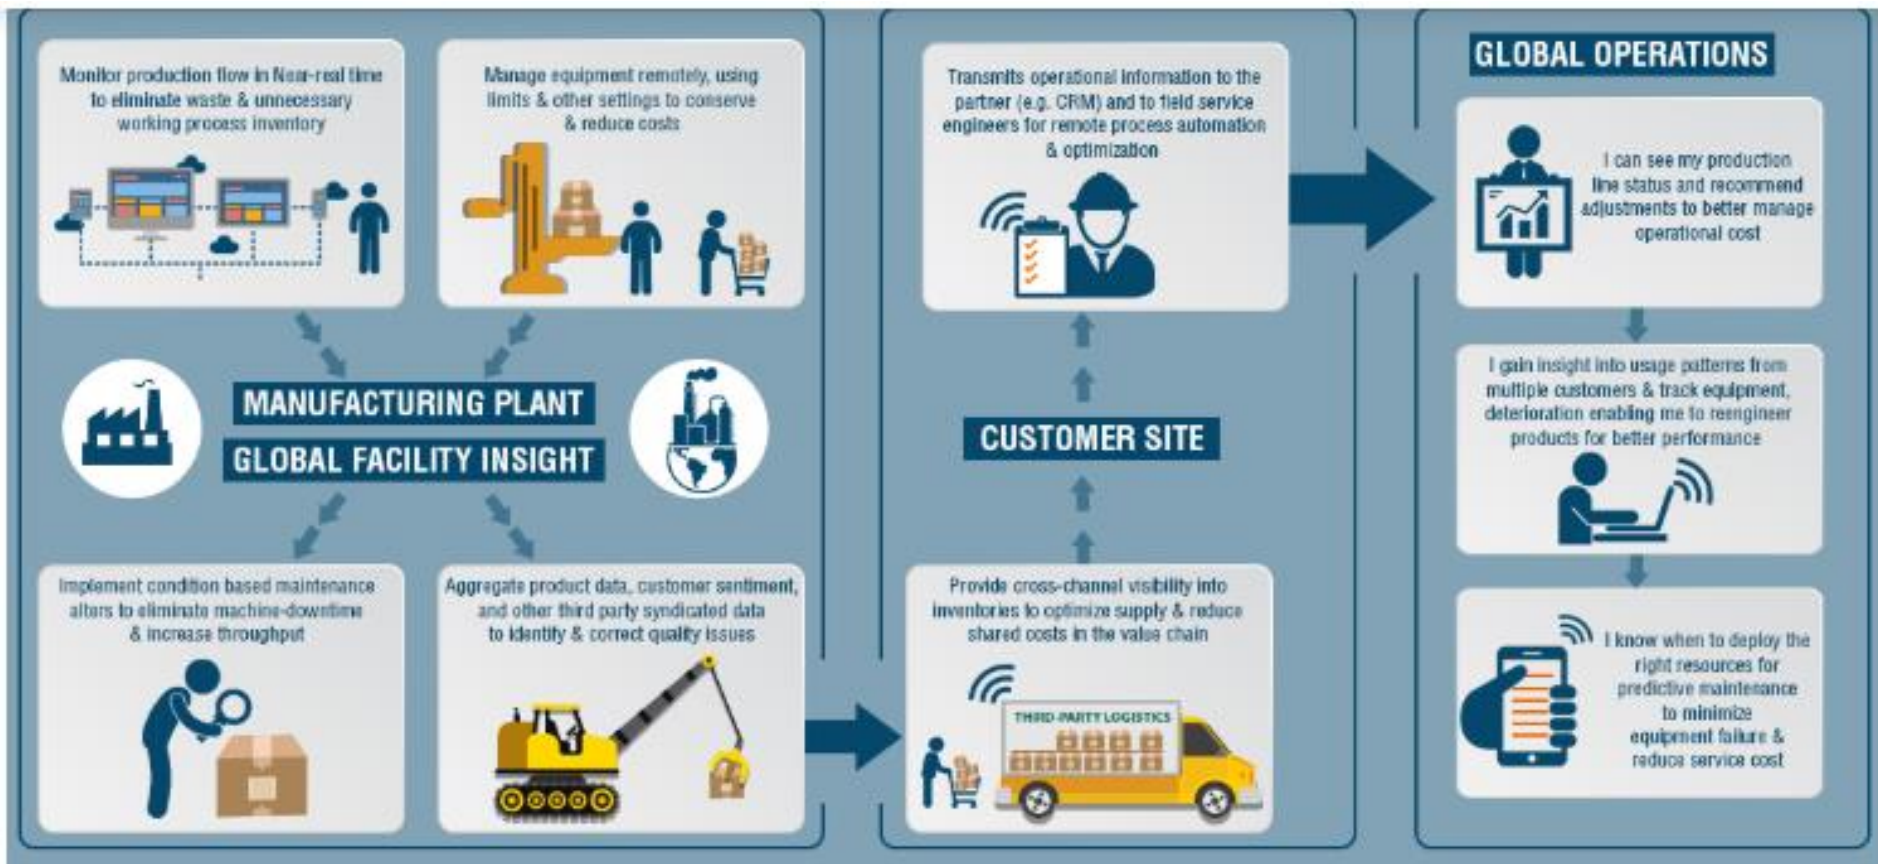 Monitor production flow in Near-real time
to eliminate waste & unnecessary
working process inventory
Manage equipment remotely, using
limits & other settings to conserve
& reduce costs
MANUFACTURING PLANT
GLOBAL FACILITY INSIGHT
Implement condition based maintenance
alters to eliminate machine-downtime
& increase throughput
Aggregate product data, customer sentiment,
and other third party syndicated data
to identify & correct quality issues
Transmits operational information to the
partner (e.g. CRM) and to field service
engineers for remote process automation
& optimization
CUSTOMER SITE
Provide cross-channel visibility into
inventories to optimize supply & reduce
shared costs in the value chain
THIRD-PARTY LOGISTICS
GLOBAL OPERATIONS
I can see my production
line status and recommend
adjustments to better manage
operational cost
I gain insight into usage patterns from
multiple customers & track equipment,
deterioration enabling me to reengineer
products for better performance
I know when to deploy the
right resources for
predictive maintenance
to minimize
equipment failure &
reduce service cost